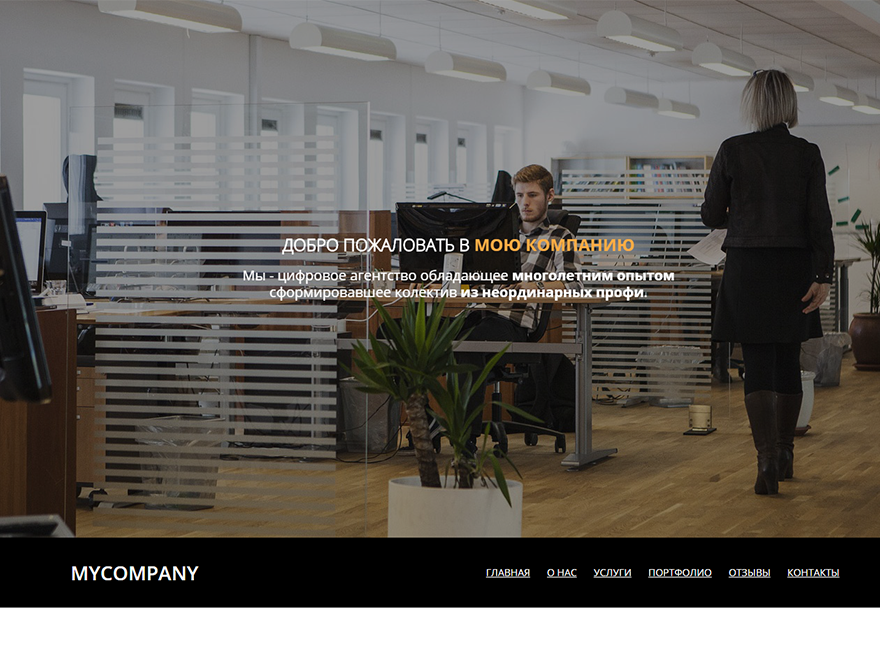 ДОБРО ПОЖАЛОВАТЬ В МОЮ КОМПАНИЮ
Мы - цифровое агентство обладающее многолетним опытом
сформировавшее колектив из неординарных профи.
MYCOMPANY
ГЛАВНАЯ О НАС УСЛУГИ ПОРТФОЛИО ОТЗЫВЫ КОНТАКТЫ